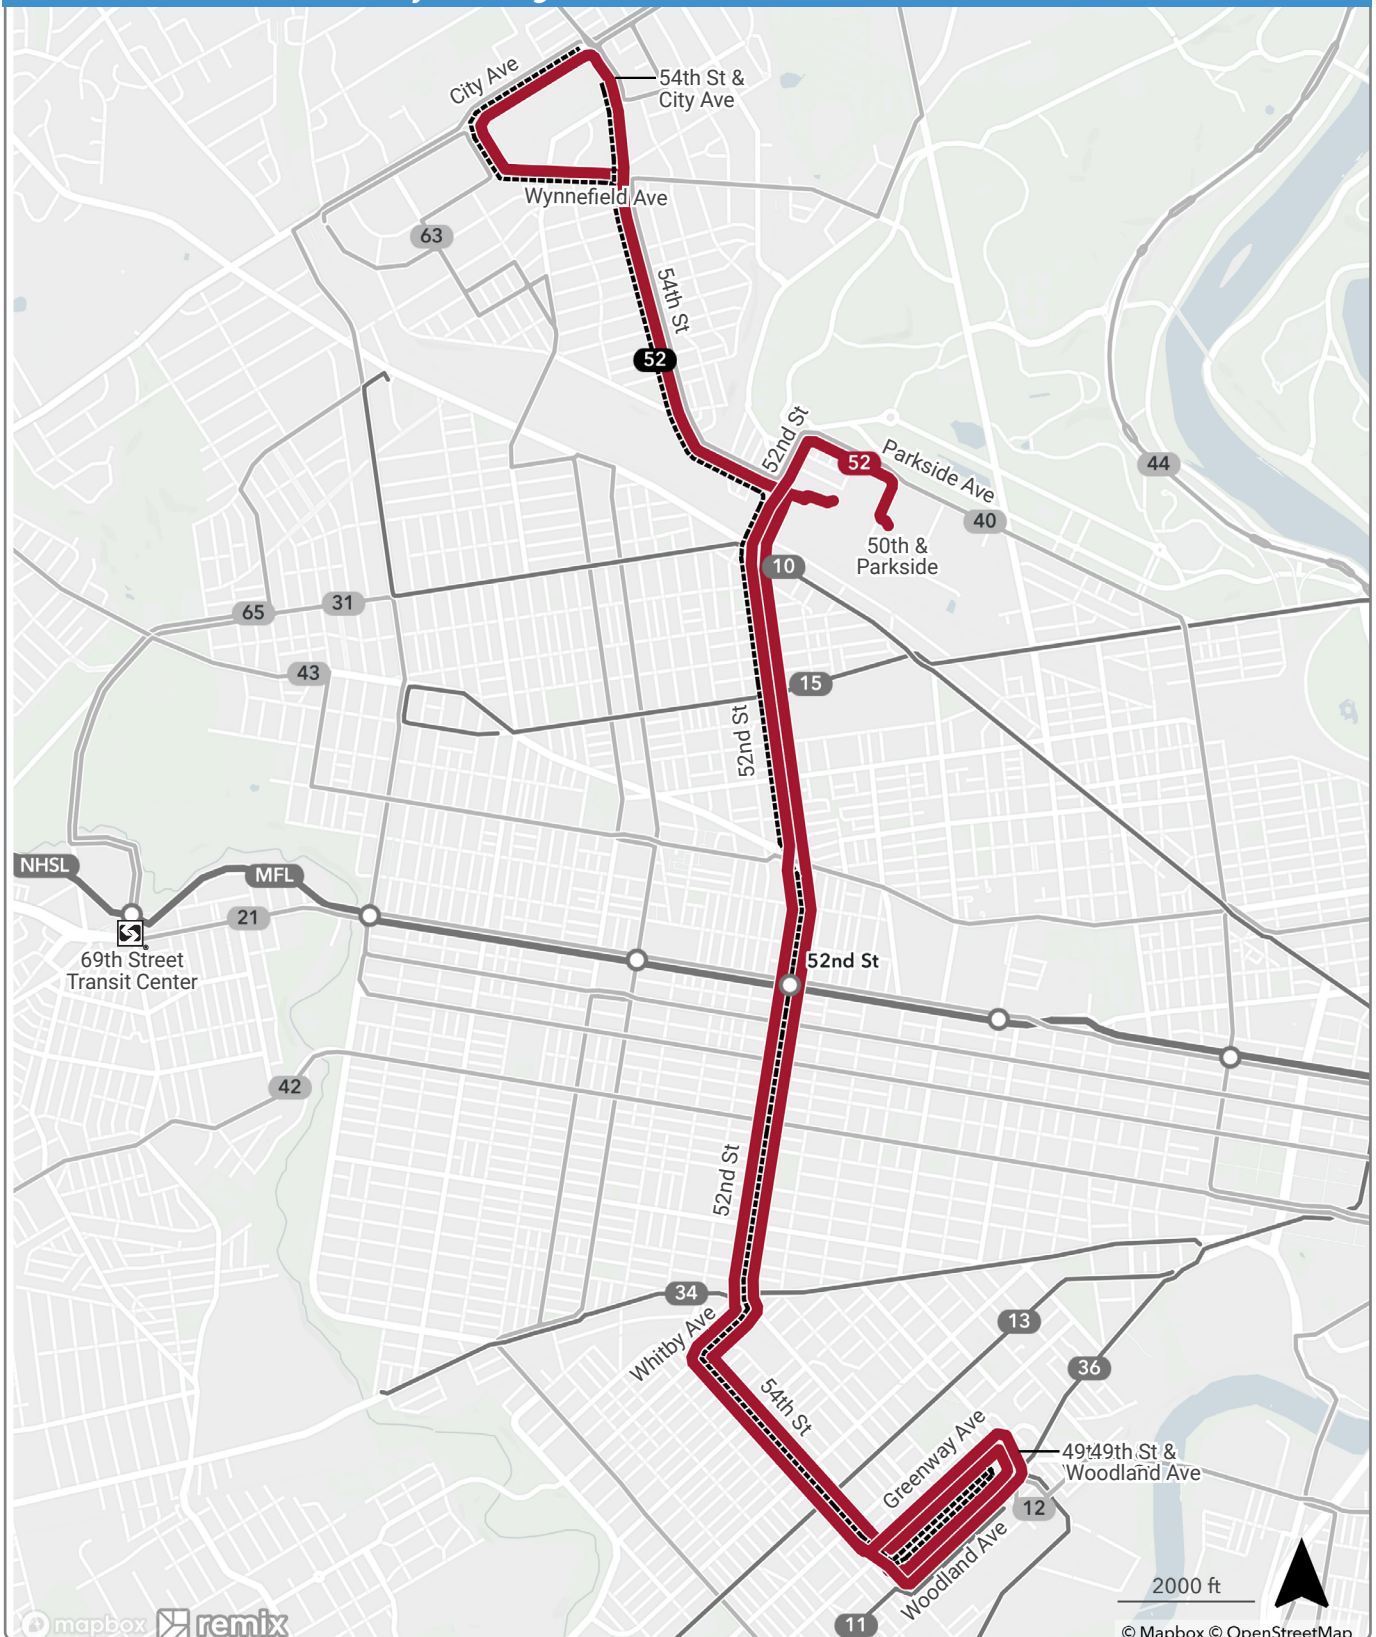 City Ave
54th St &
City Ave
Wynnefield Ave
63
54th St
52
52nd St
52
Parkside Ave
44
40
50th &
Parkside
10
65
31
43
15
52nd St
NHSL
MFL
21
69th Street
Transit Center
52nd St
42
52nd St
34
Whitby Ave
13
36
54th St
Greenway Ave
49th St &
Woodland Ave
12
Woodland Ave
11
2000 ft
mapbox
remix
© Mapbox © OpenStreetMap